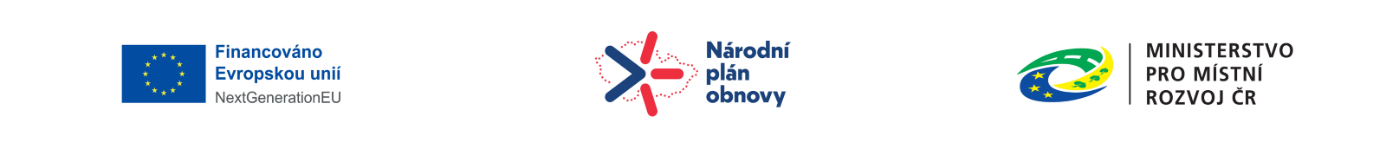 Financováno
Evropskou unií
NextGenerationEU
Národní
plán
obnovy
MINISTERSTVO
PRO MÍSTNÍ
ROZVOJ ČR